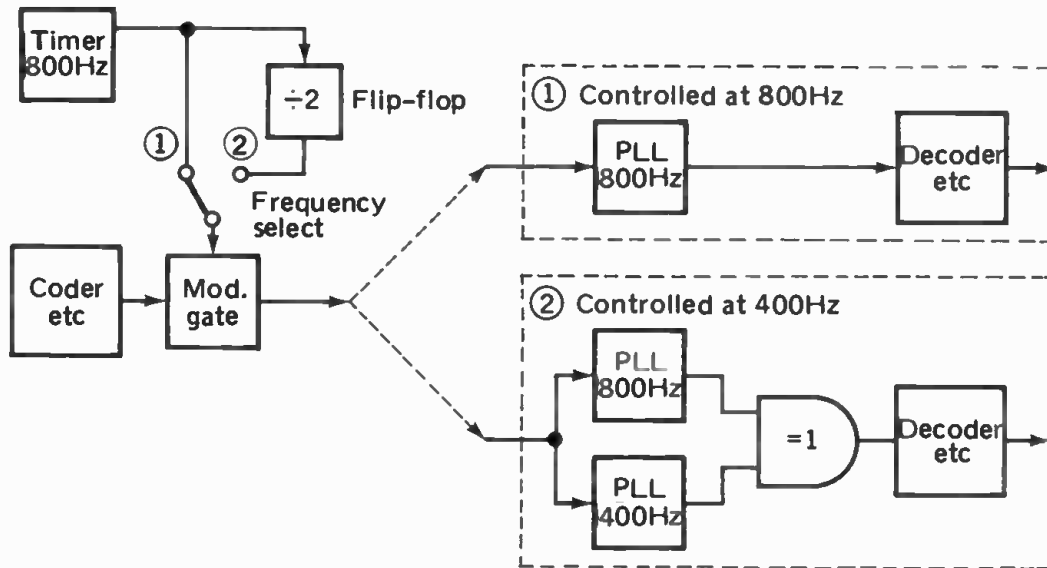 Timer
800Hz
÷2
Flip-flop
①
②
Frequency
select
Coder
etc
Mod.
gate
① Controlled at 800Hz
PLL
800Hz
Decoder
etc
② Controlled at 400Hz
PLL
800Hz
PLL
400Hz
=1
Decoder
etc